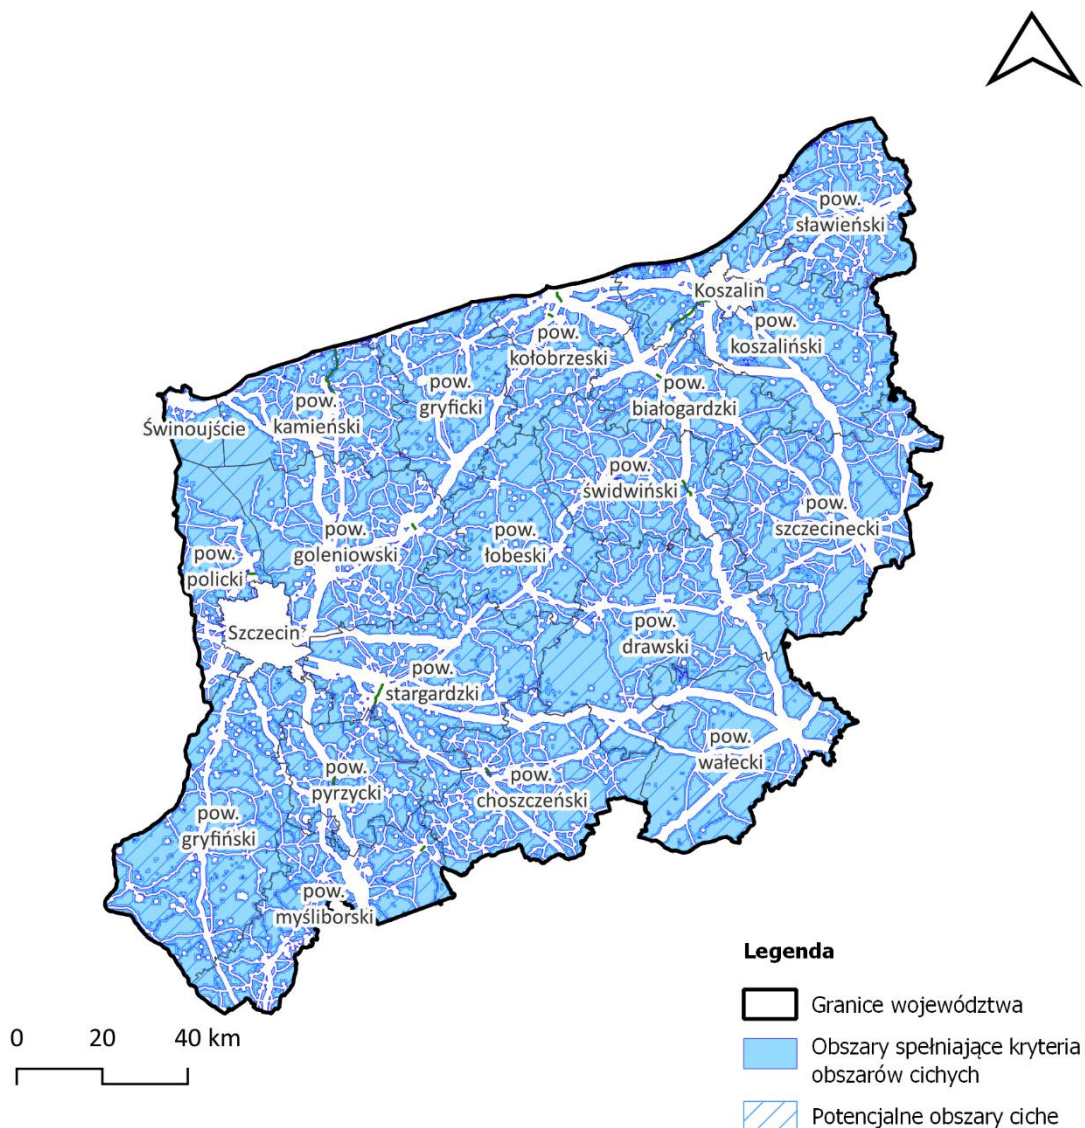 pow.
sławieński
Koszalin
pow.
koszaliński
pow.
kołobrzeski
pow.
gryficki
pow.
białogardzki
pow.
kamieński
Świnoujście
pow.
świdwiński
pow.
szczecinecki
pow.
goleniowski
pow.
łobeski
pow.
policki
Szczecin
pow.
drawski
pow.
stargardzki
pow.
wałecki
pow.
pyrzycki
pow.
choszczeński
pow.
gryfiński
pow.
myśliborski
Legenda
Granice województwa
Obszary spełniające kryteria
obszarów cichych
Potencjalne obszary ciche
0 20 40 km